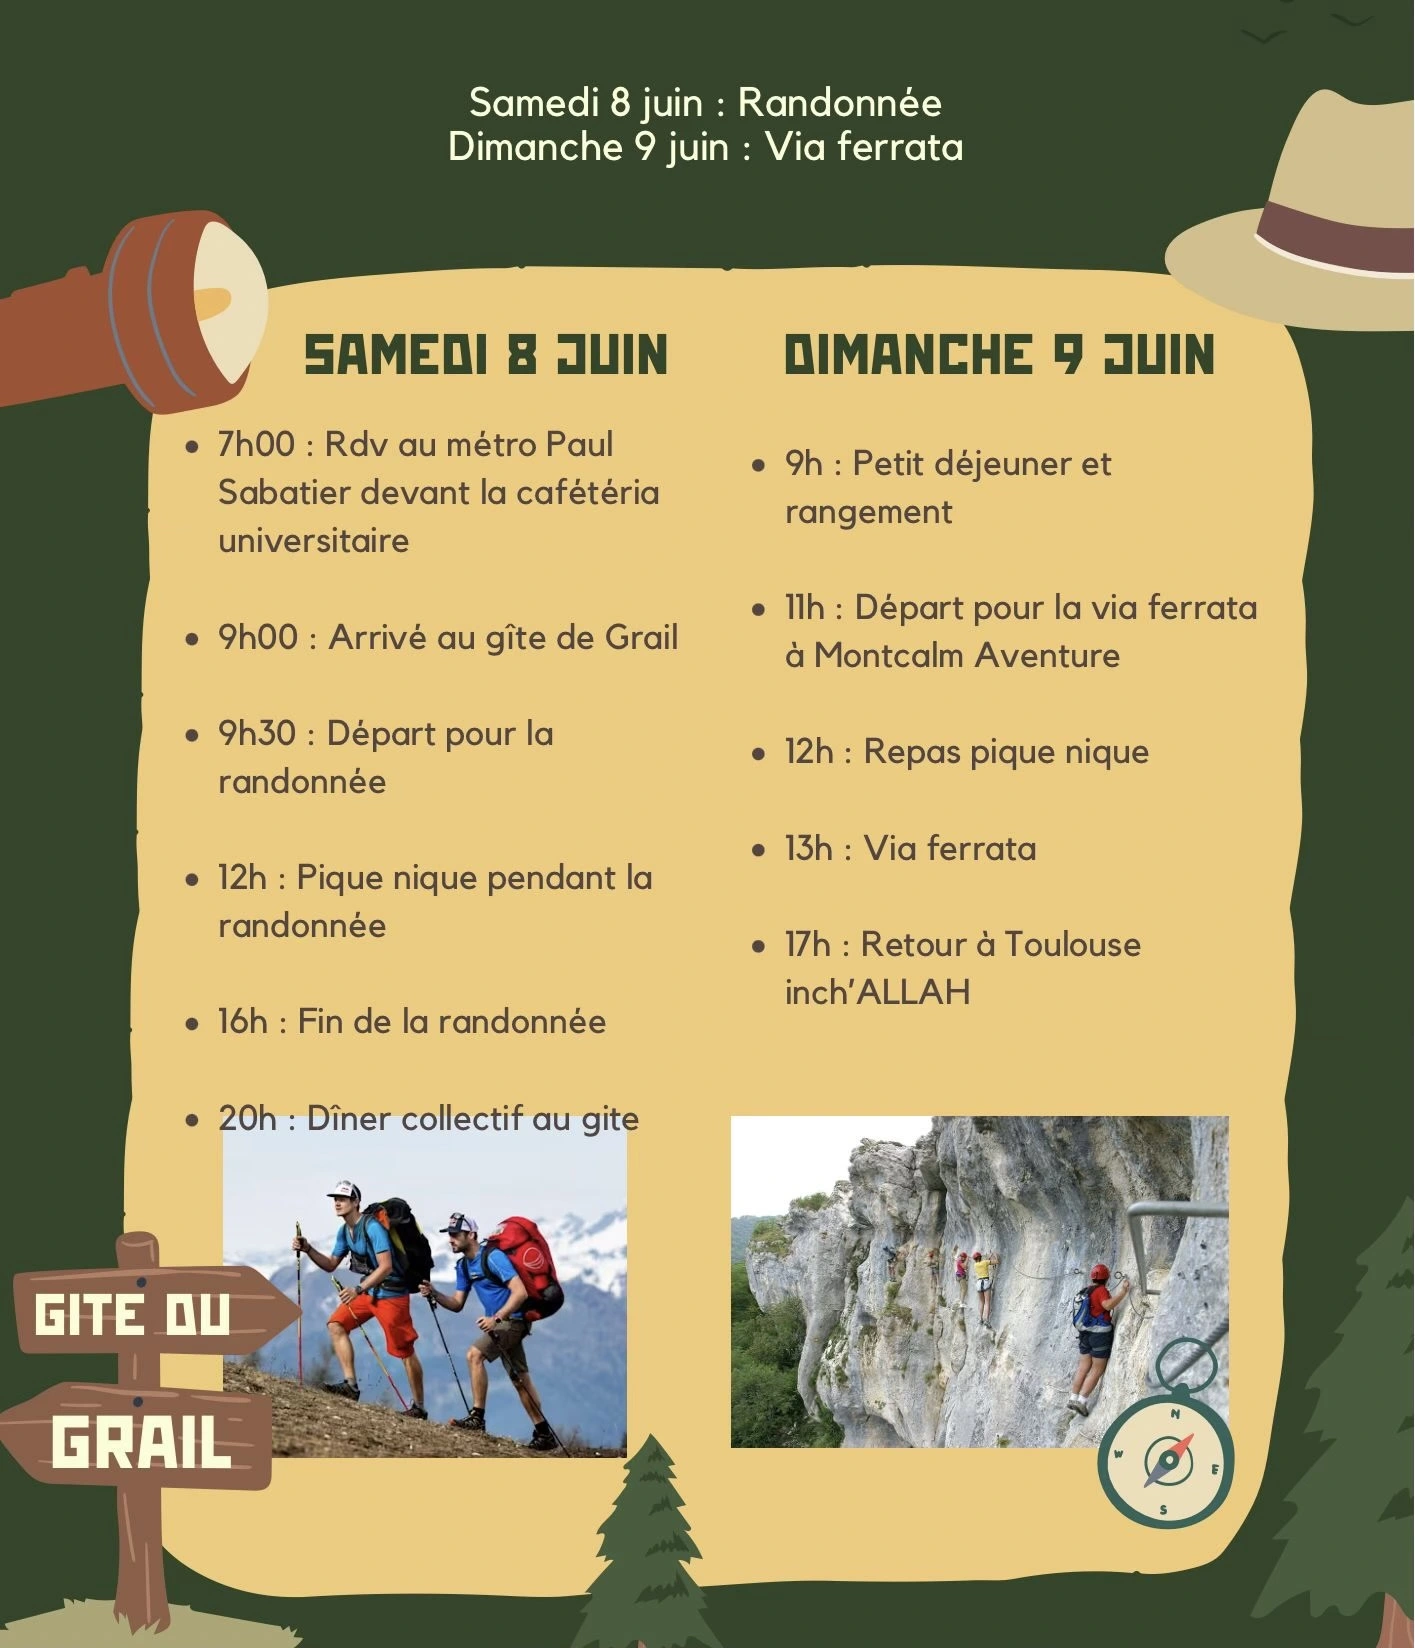 Samedi 8 juin : Randonnée
Dimanche 9 juin : Via ferrata
SAMEDI 8 JUIN
• 7h00 : Rdv au métro Paul
Sabatier devant la cafétéria
universitaire
• 9h00 : Arrivé au gîte de Grail
• 9h30 : Départ pour la
randonnée
• 12h : Pique nique pendant la
randonnée
• 16h : Fin de la randonnée
• 20h : Dîner collectif au gite
DIMANCHE 9 JUIN
• 9h : Petit déjeuner et
rangement
• 11h : Départ pour la via ferrata
à Montcalm Aventure
• 12h : Repas pique nique
• 13h : Via ferrata
• 17h : Retour à Toulouse
inch'ALLAH
GITE DU
GRAIL
N
W
E
S